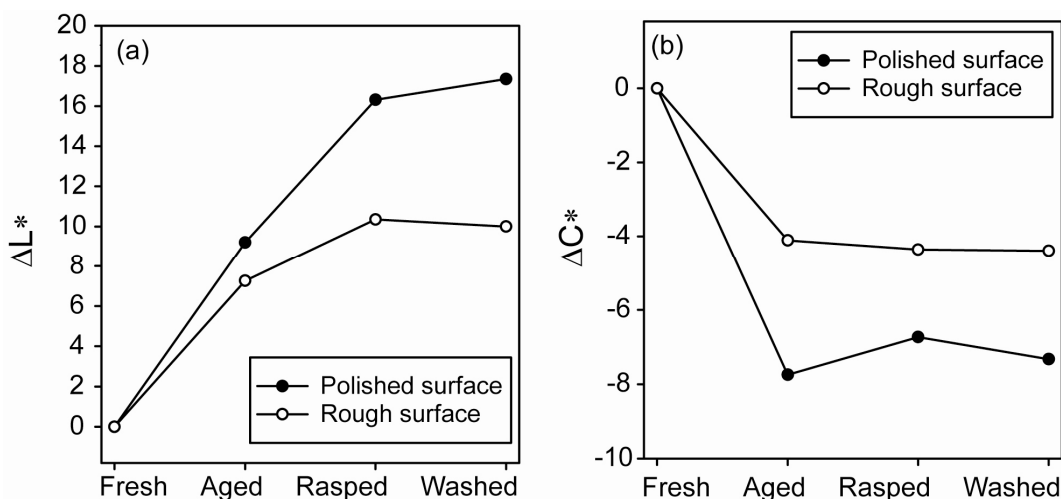 (a)
20
18
16
14
12
10
8
6
4
2
0
ΔL*
Polished surface
Rough surface
Fresh Aged Rasped Washed
(b)
Polished surface
Rough surface
0
-2
-4
-6
-8
-10
ΔC*
Fresh Aged Rasped Washed